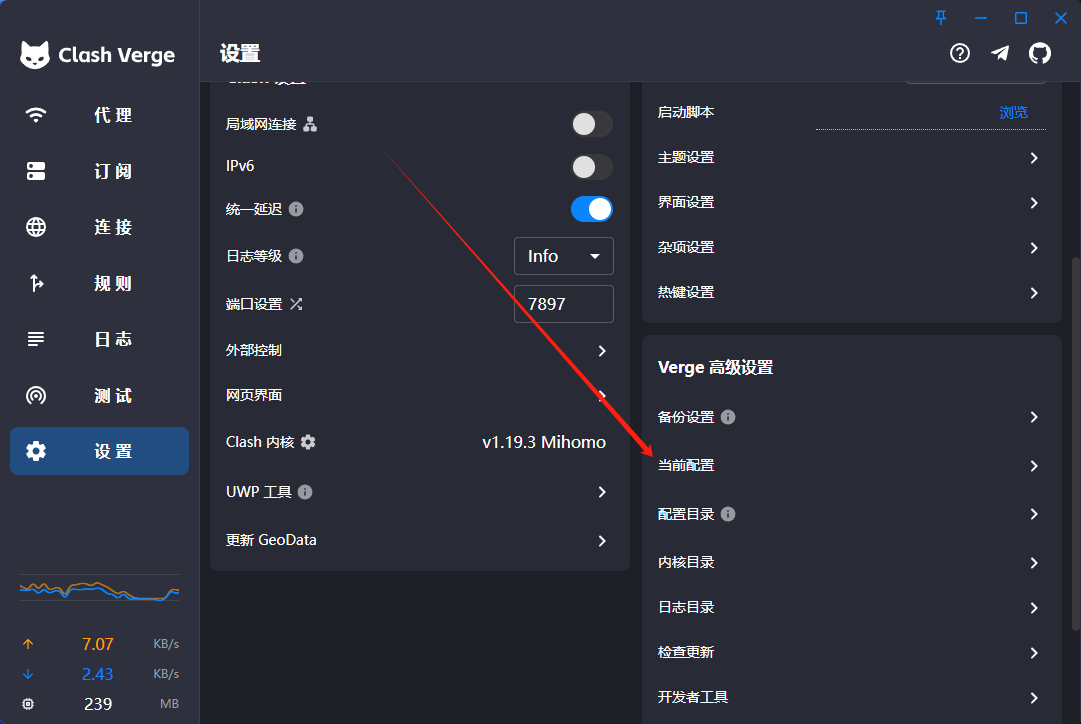 Clash Verge
代 理
订 阅
连 接
规 则
日 志
测 试
设 置
7.07 KB/s
2.43 KB/s
239 MB
设置
局域网连接
IPv6
统一延迟
日志等级 Info
端口设置 7897
外部控制
网页界面
Clash 内核 v1.19.3 Mihomo
UWP 工具
更新 GeoData
启动脚本 浏览
主题设置
界面设置
杂项设置
热键设置
Verge 高级设置
备份设置
当前配置
配置目录
内核目录
日志目录
检查更新
开发者工具